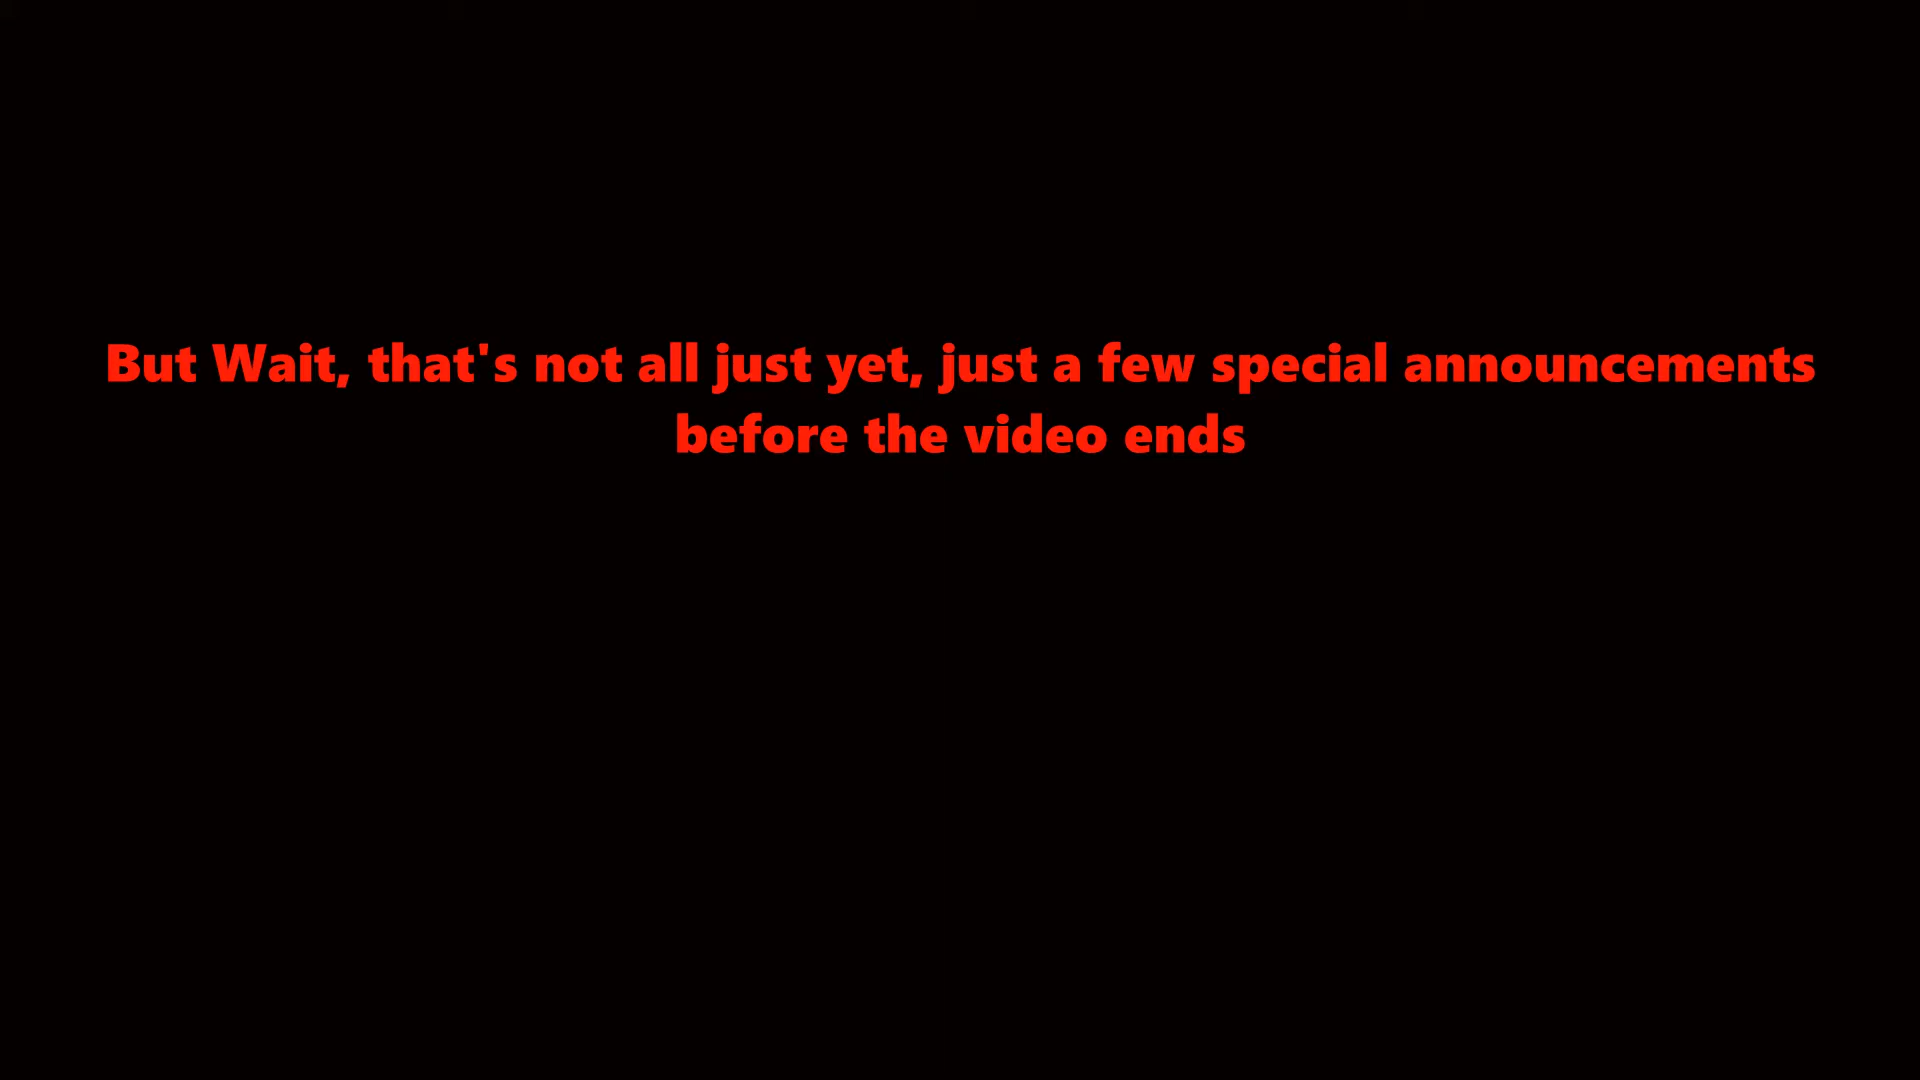 But Wait, that's not all just yet, just a few special announcements
before the video ends